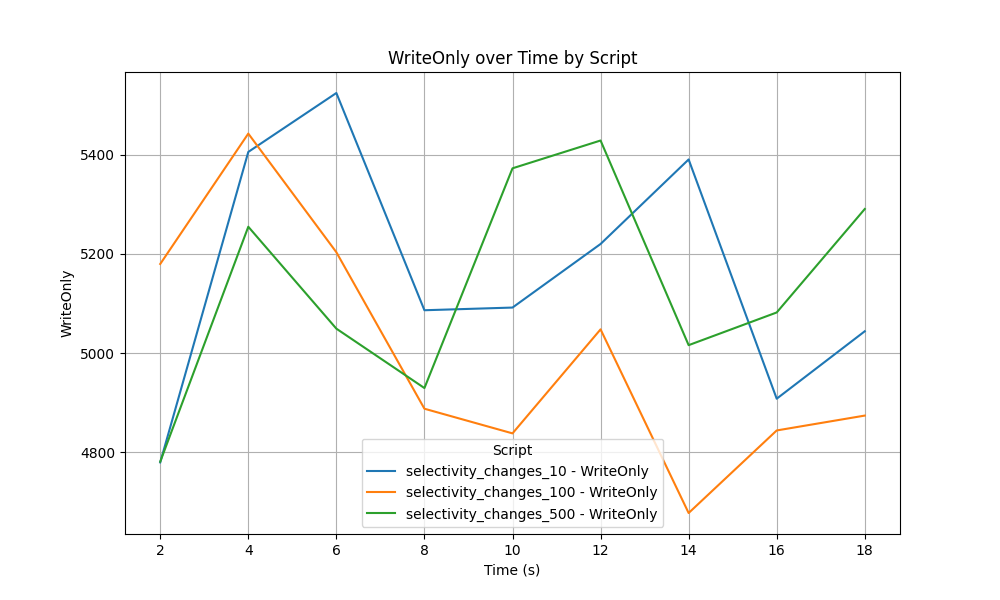 WriteOnly over Time by Script
WriteOnly
5400
5200
5000
4800
Script
selectivity_changes_10 - WriteOnly
selectivity_changes_100 - WriteOnly
selectivity_changes_500 - WriteOnly
2 4 6 8 10 12 14 16 18
Time (s)